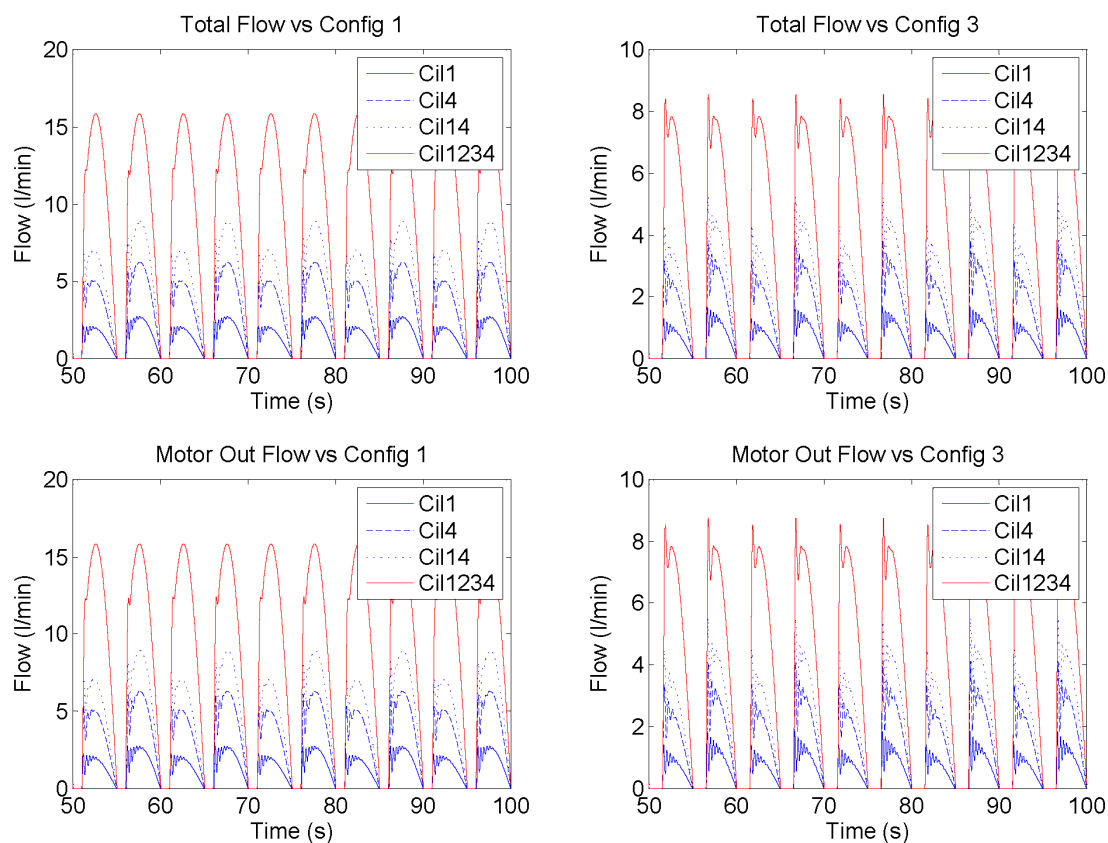 Total Flow vs Config 1
20
15
10
5
0
Flow (l/min)
Cil1
Cil4
Cil14
Cil1234
50 60 70 80 90 100
Time (s)
Total Flow vs Config 3
10
8
6
4
2
0
Flow (l/min)
Cil1
Cil4
Cil14
Cil1234
50 60 70 80 90 100
Time (s)
Motor Out Flow vs Config 1
20
15
10
5
0
Flow (l/min)
Cil1
Cil4
Cil14
Cil1234
50 60 70 80 90 100
Time (s)
Motor Out Flow vs Config 3
10
8
6
4
2
0
Flow (l/min)
Cil1
Cil4
Cil14
Cil1234
50 60 70 80 90 100
Time (s)